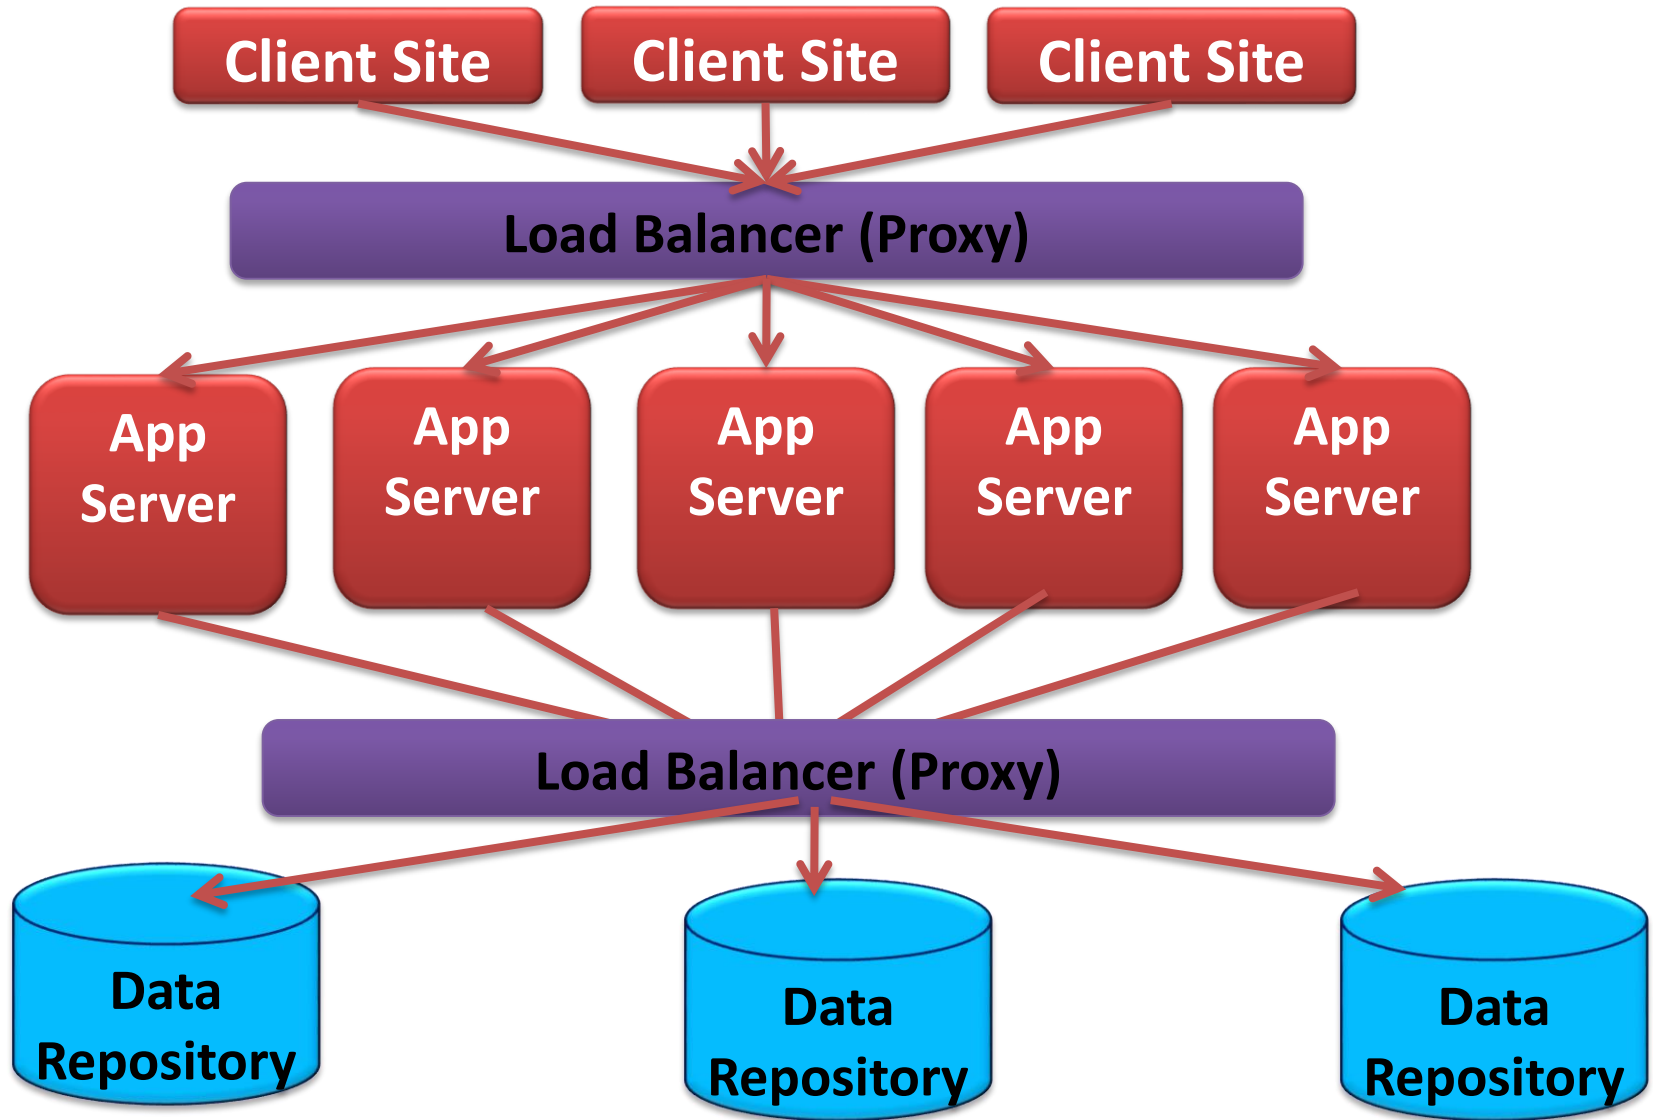 Client Site
Client Site
Client Site
Load Balancer (Proxy)
App
Server
App
Server
App
Server
App
Server
App
Server
Load Balancer (Proxy)
Data
Repository
Data
Repository
Data
Repository